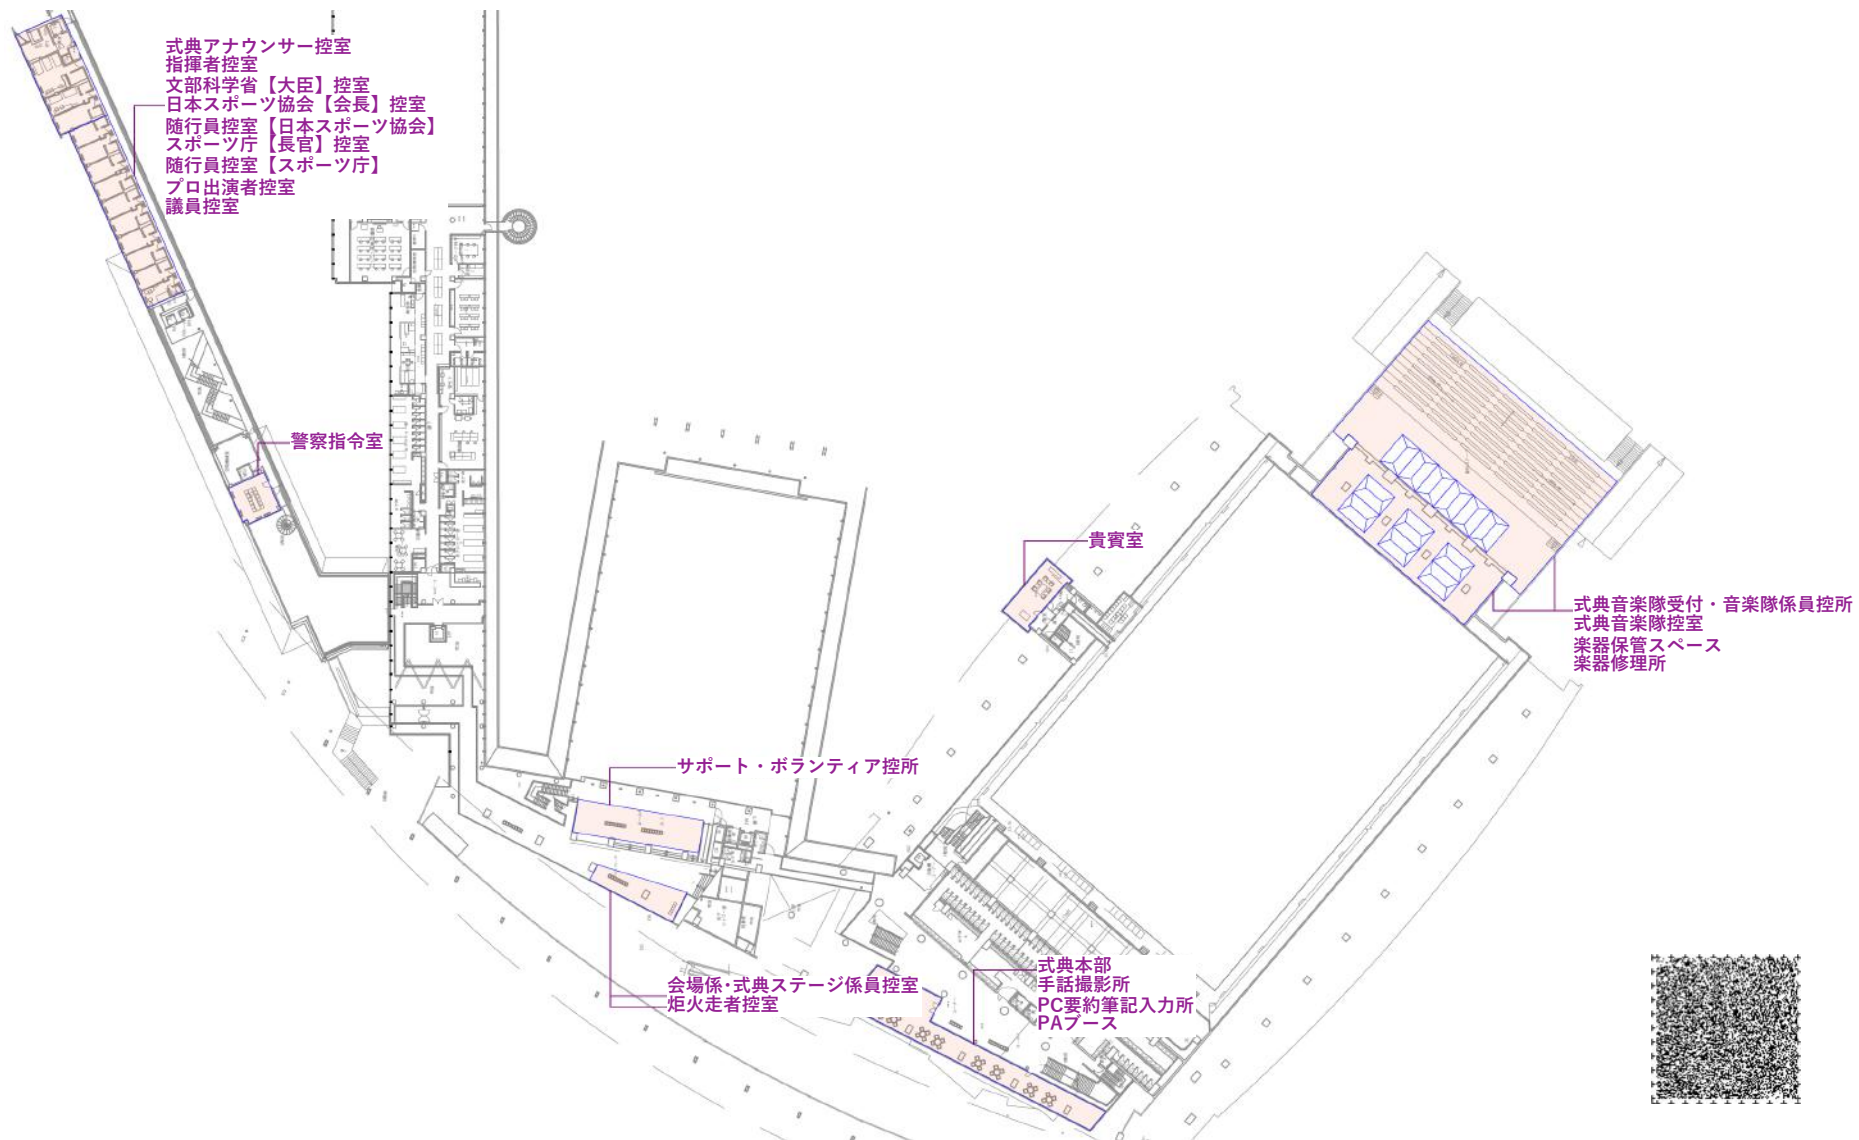 式典アナウンサー控室
指揮者控室
文部科学省【大臣】控室
日本スポーツ協会【会長】控室
随行員控室【日本スポーツ協会】
スポーツ庁【長官】控室
随行員控室【スポーツ庁】
プロ出演者控室
議員控室
警察指令室
貴賓室
式典音楽隊受付・音楽隊係員控所
式典音楽隊控室
楽器保管スペース
楽器修理所
サポート・ボランティア控所
会場係・式典ステージ係員控室
炬火走者控室
式典本部
手話撮影所
PC要約筆記入力所
PAブース